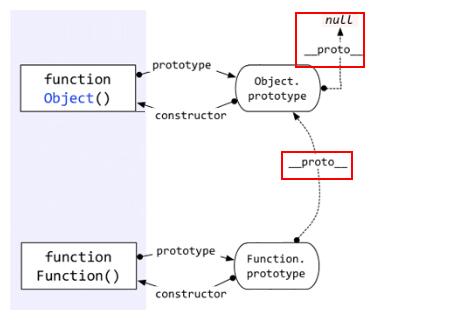 null
__proto__
prototype
function
Object()
Object.
prototype
constructor
__proto__
prototype
function
Function()
Function.
prototype
constructor